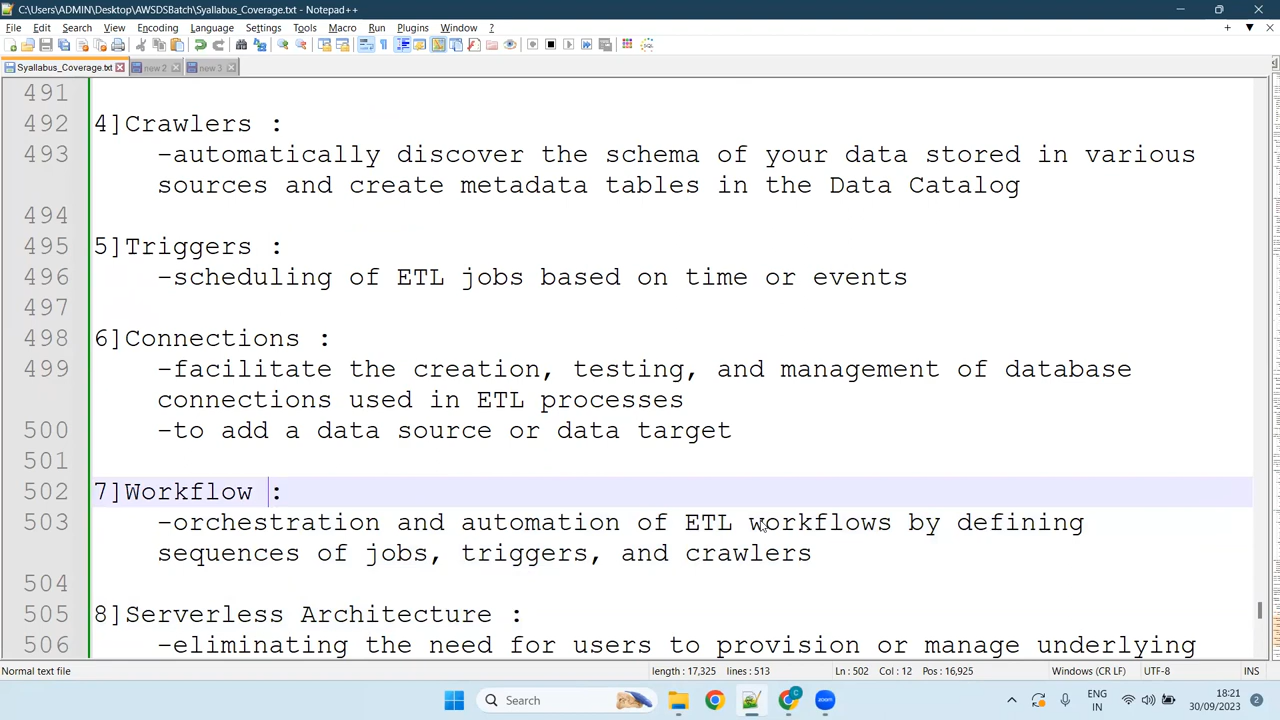 C:\Users\ADMIN\Desktop\AWSDSBatch\Syallabus_Coverage.txt - Notepad++
File Edit Search View Encoding Language Settings Tools Macro Run Plugins Window ?
Syallabus_Coverage.txt new 2 new 3
491
492 4]Crawlers :
493 -automatically discover the schema of your data stored in various
sources and create metadata tables in the Data Catalog
494
495 5]Triggers :
496 -scheduling of ETL jobs based on time or events
497
498 6]Connections :
499 -facilitate the creation, testing, and management of database
connections used in ETL processes
500 -to add a data source or data target
501
502 7]Workflow :
503 -orchestration and automation of ETL workflows by defining
sequences of jobs, triggers, and crawlers
504
505 8]Serverless Architecture :
506 -eliminating the need for users to provision or manage underlying
Normal text file length : 17,325 lines : 513 Ln : 502 Col : 12 Pos : 16,925 Windows (CR LF) UTF-8 INS
Search zoom ENG IN 18:21 30/09/2023 2